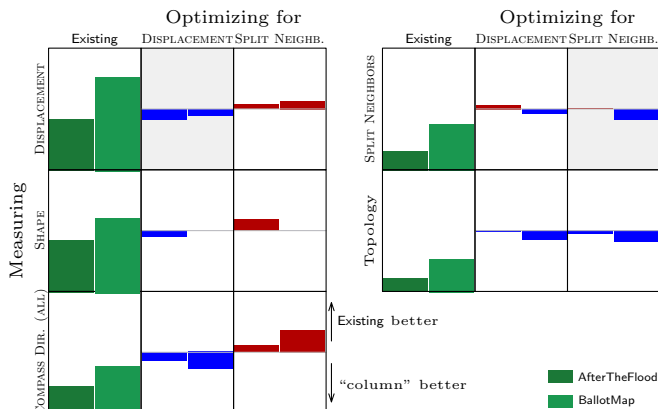 Optimizing for
Existing
DISPLACEMENT
SPLIT NEIGHB.
Optimizing for
Existing
DISPLACEMENT
SPLIT NEIGHB.
Measuring
DISPLACEMENT
SHAPE
DIR. (ALL)
SPLIT NEIGHBORS
Topology
Existing better
"column" better
AfterTheFlood
BallotMap